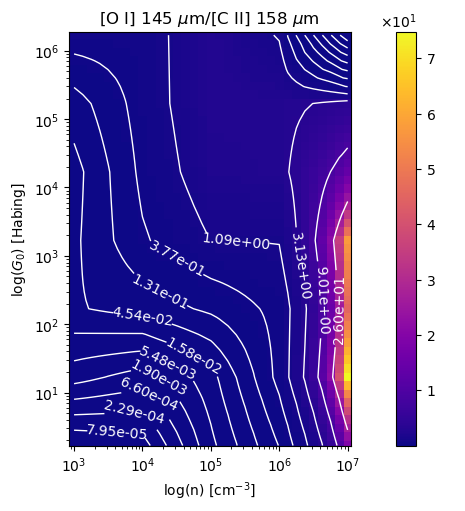 [O I] 145 μm/[C II] 158 μm
×10¹
10⁶
10⁵
10⁴
10³
10²
10¹
log(G₀) [Habing]
1.09e+00
3.77e-01
1.31e-01
4.54e-02
1.58e-02
5.48e-03
1.90e-03
6.60e-04
2.29e-04
7.95e-05
3.13e+00
9.01e+00
2.60e+01
7
6
5
4
3
2
1
10³
10⁴
10⁵
10⁶
10⁷
log(n) [cm⁻³]